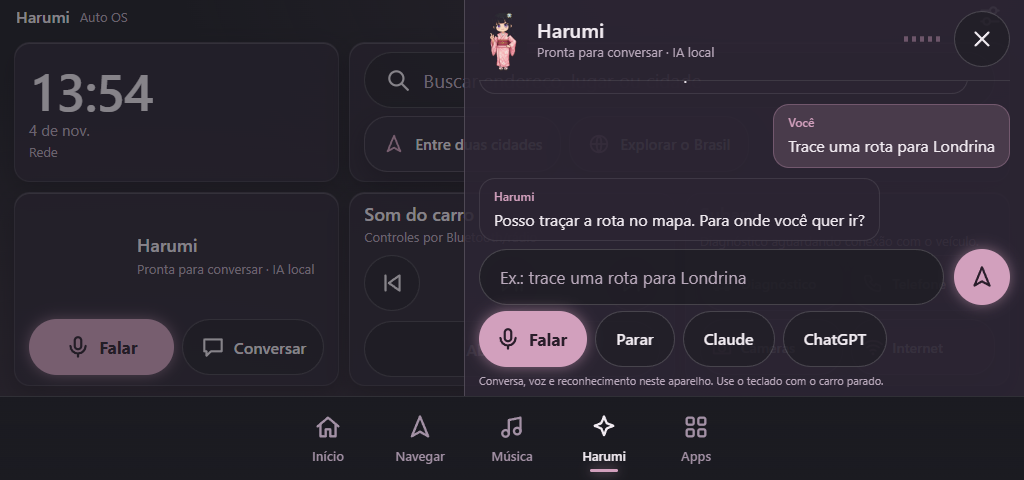 Harumi Auto OS
13:54
4 de nov.
Rede
Buscar
Entre duas cidades
Explorar o Brasil
Harumi
Pronta para conversar · IA local
Falar
Conversar
Som do carro
Controles por
Harumi
Pronta para conversar · IA local
Você
Trace uma rota para Londrina
Harumi
Posso traçar a rota no mapa. Para onde você quer ir?
Ex.: trace uma rota para Londrina
Falar
Parar
Claude
ChatGPT
Internet
Conversa, voz e reconhecimento neste aparelho. Use o teclado com o carro parado.
Início
Navegar
Música
Harumi
Apps